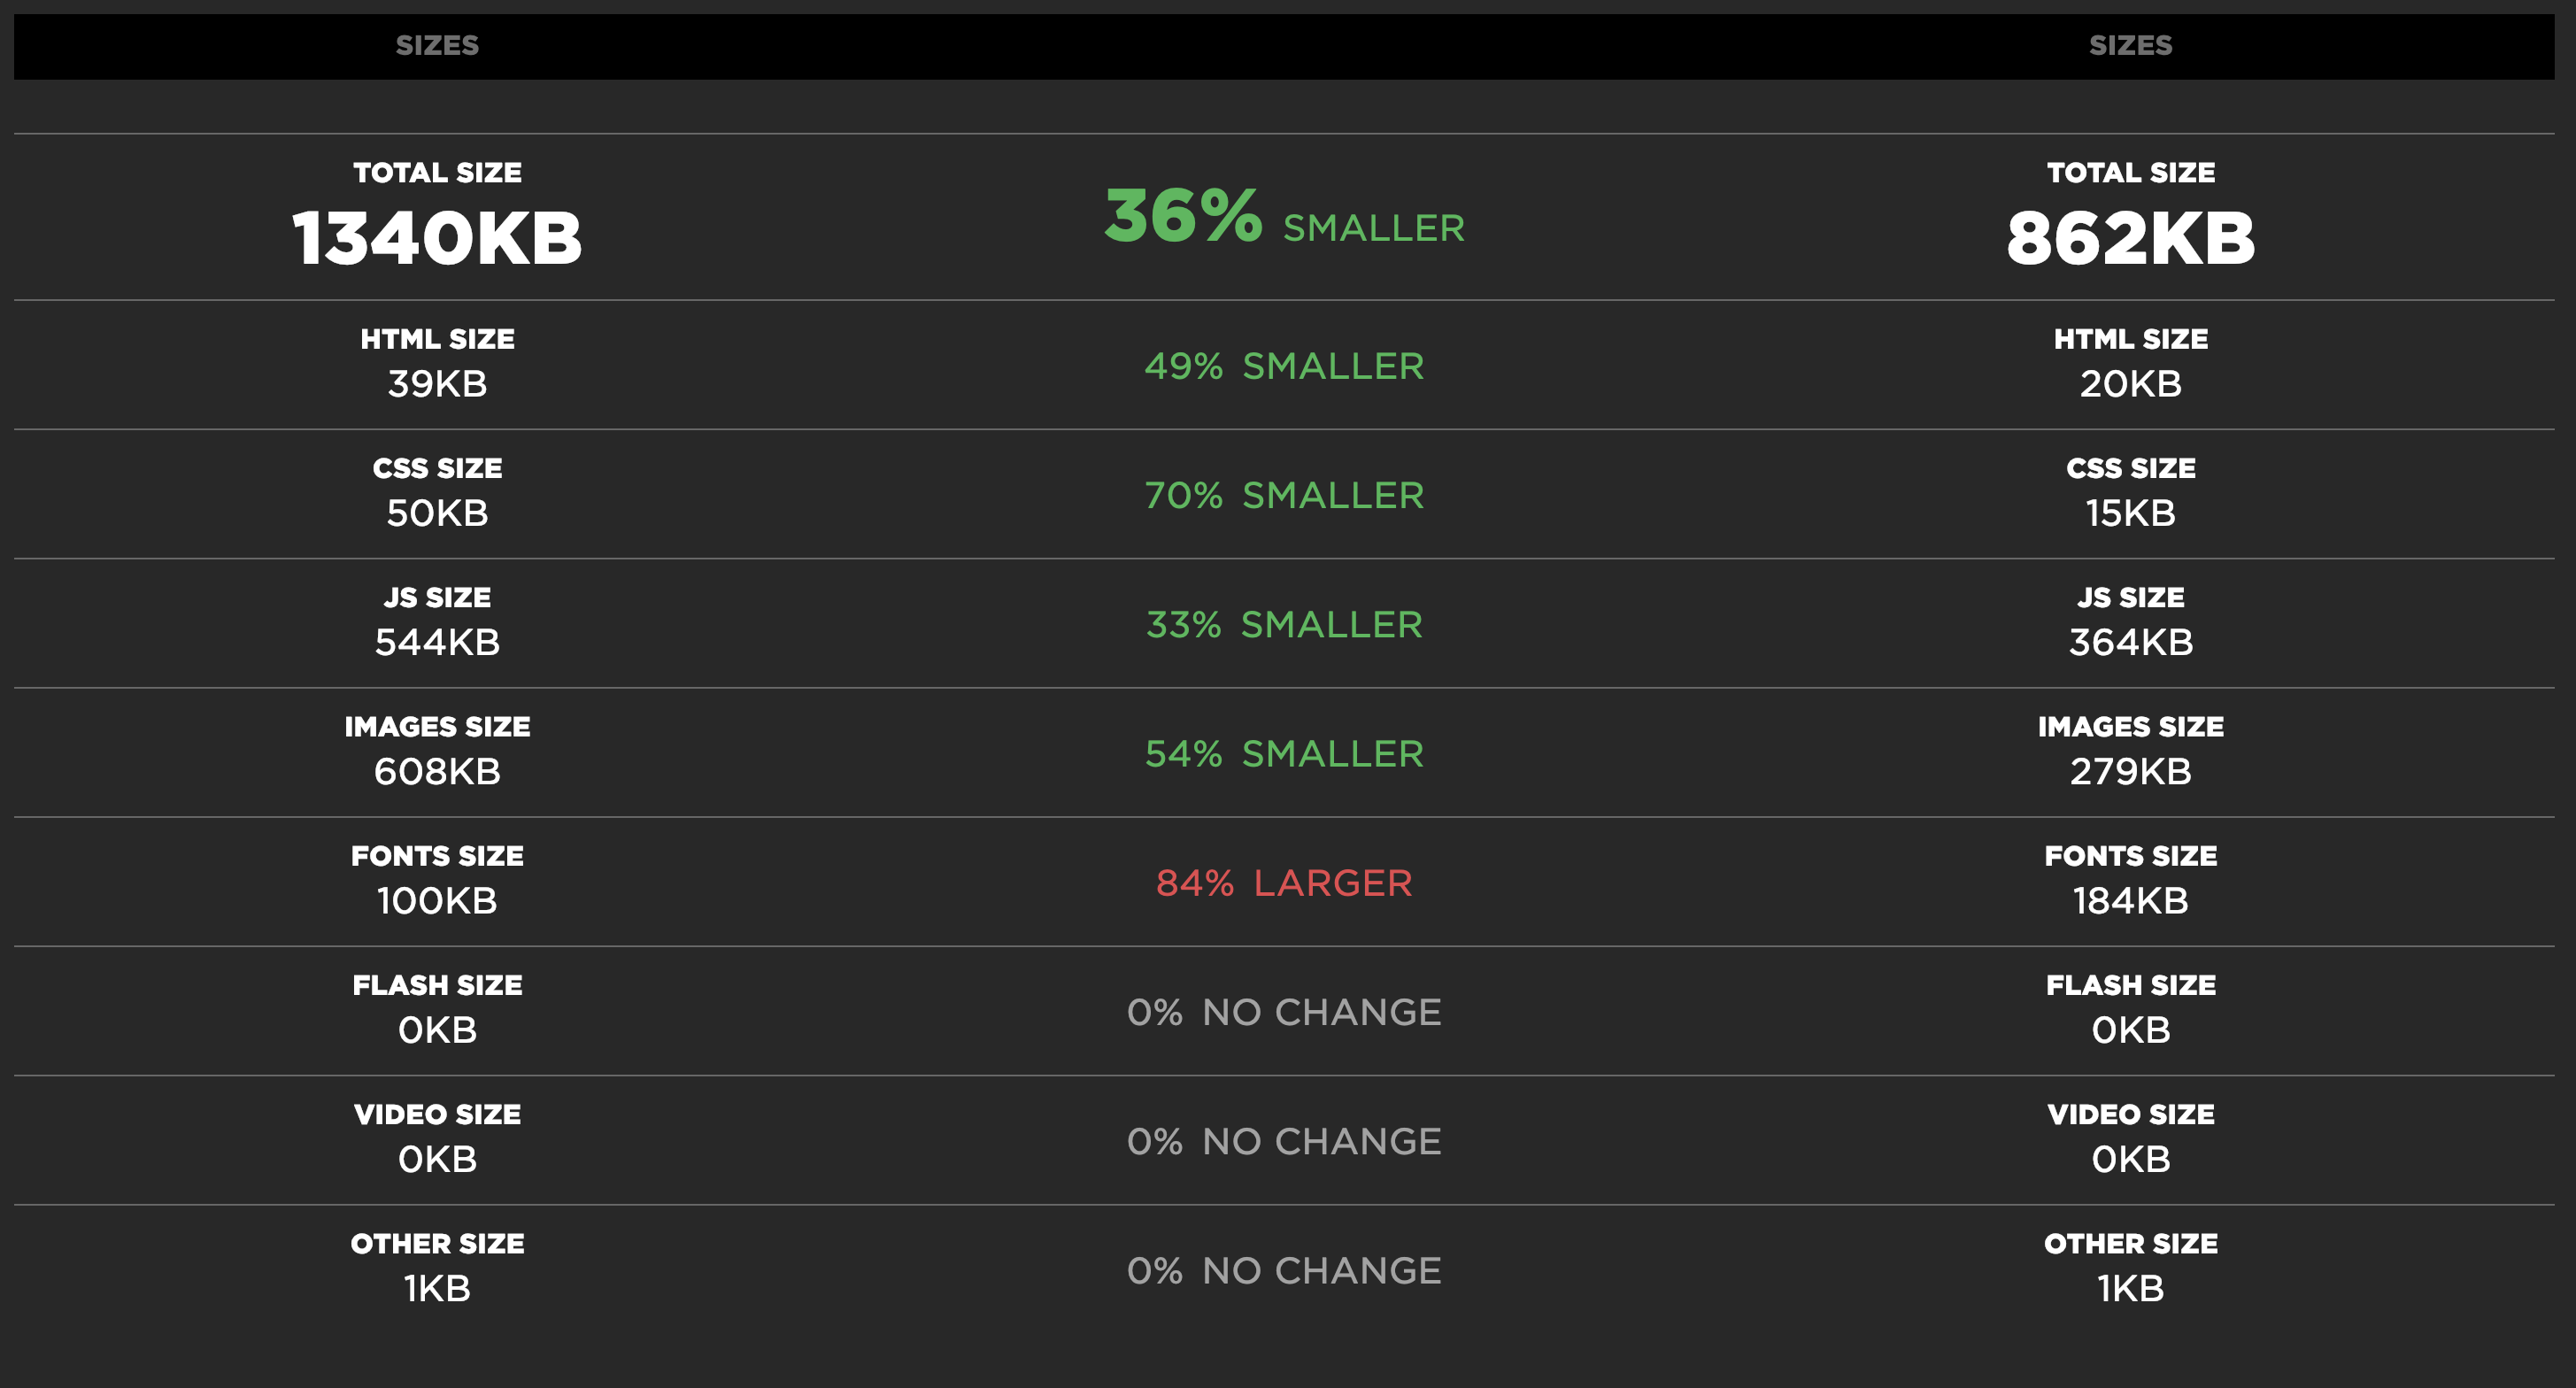 SIZES SIZES
TOTAL SIZE
1340KB
36% SMALLER
TOTAL SIZE
862KB
HTML SIZE
39KB
49% SMALLER
HTML SIZE
20KB
CSS SIZE
50KB
70% SMALLER
CSS SIZE
15KB
JS SIZE
544KB
33% SMALLER
JS SIZE
364KB
IMAGES SIZE
608KB
54% SMALLER
IMAGES SIZE
279KB
FONTS SIZE
100KB
84% LARGER
FONTS SIZE
184KB
FLASH SIZE
0KB
0% NO CHANGE
FLASH SIZE
0KB
VIDEO SIZE
0KB
0% NO CHANGE
VIDEO SIZE
0KB
OTHER SIZE
1KB
0% NO CHANGE
OTHER SIZE
1KB